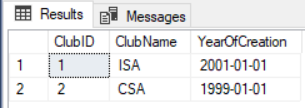 Results Messages
ClubID ClubName YearOfCreation
1 1 ISA 2001-01-01
2 2 CSA 1999-01-01